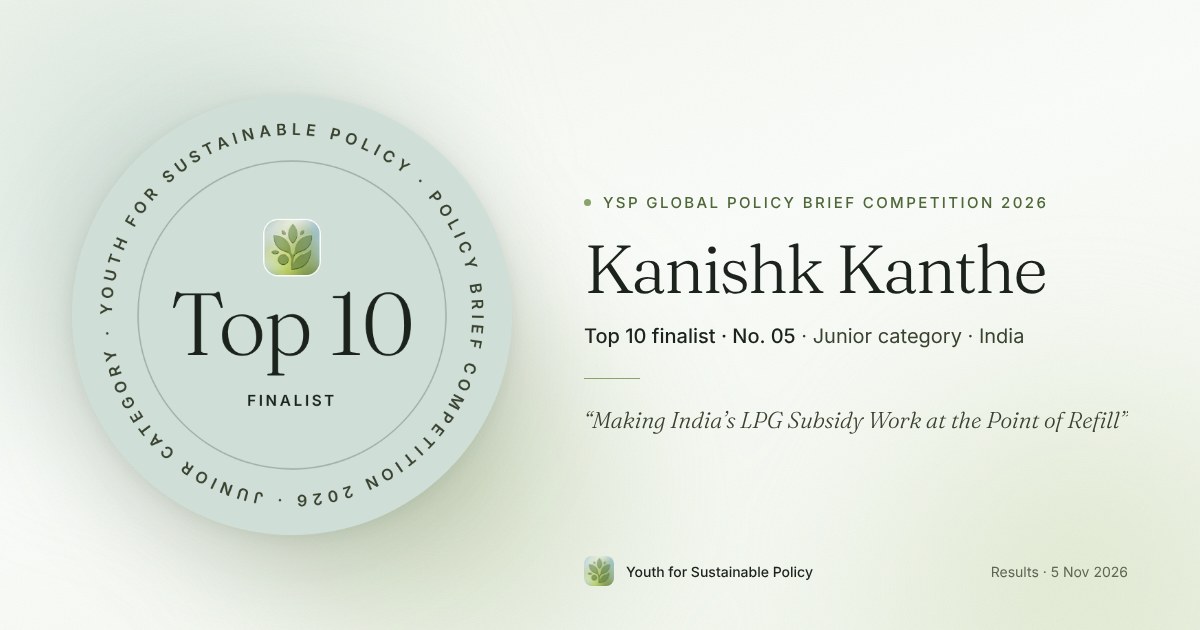 YOUTH FOR SUSTAINABLE POLICY · POLICY BRIEF COMPETITION 2026 · JUNIOR CATEGORY ·
Top 10
FINALIST
YSP GLOBAL POLICY BRIEF COMPETITION 2026
Kanishk Kanthe
Top 10 finalist · No. 05 · Junior category · India
“Making India’s LPG Subsidy Work at the Point of Refill”
Youth for Sustainable Policy
Results · 5 Nov 2026